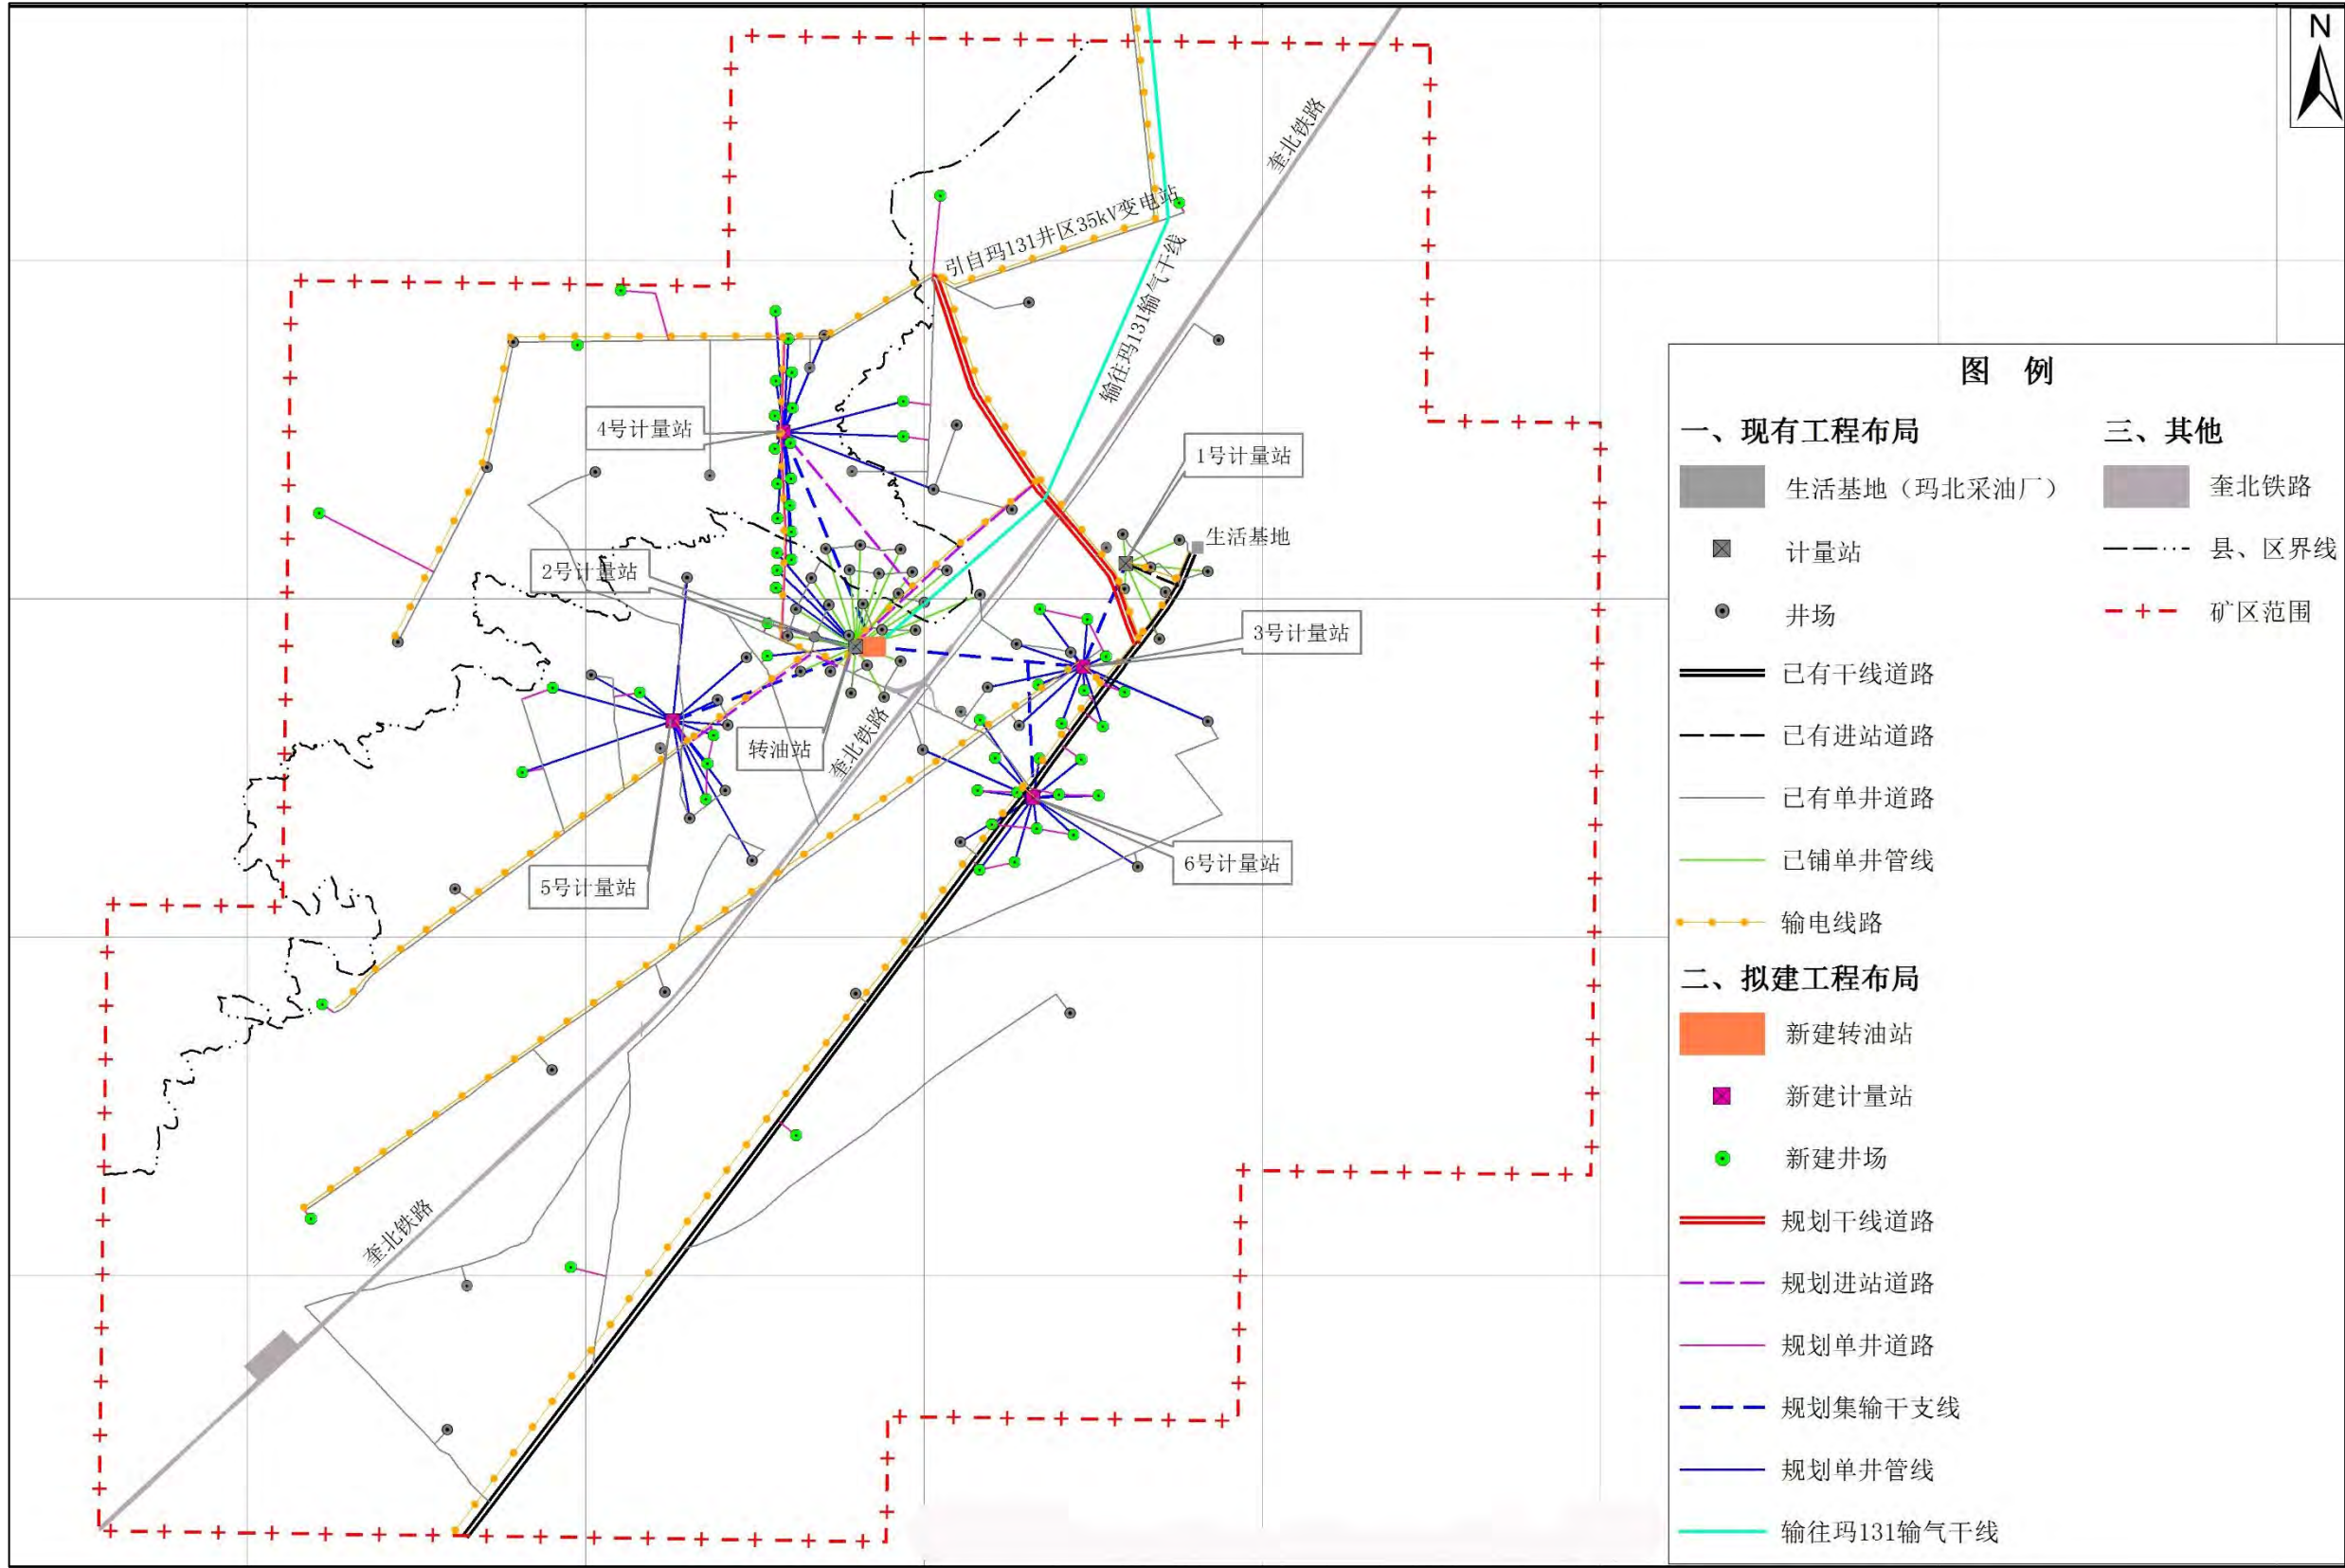 N
奎北铁路
引自玛131井区35kV变电站
输往玛131输气干线
4号计量站
1号计量站
生活基地
2号计量站
3号计量站
转油站
奎北铁路
5号计量站
6号计量站
奎北铁路
图 例
一、现有工程布局
生活基地（玛北采油厂）
计量站
井场
已有干线道路
已有进站道路
已有单井道路
已铺单井管线
输电线路
二、拟建工程布局
新建转油站
新建计量站
新建井场
规划干线道路
规划进站道路
规划单井道路
规划集输干支线
规划单井管线
输往玛131输气干线
三、其他
奎北铁路
县、区界线
矿区范围